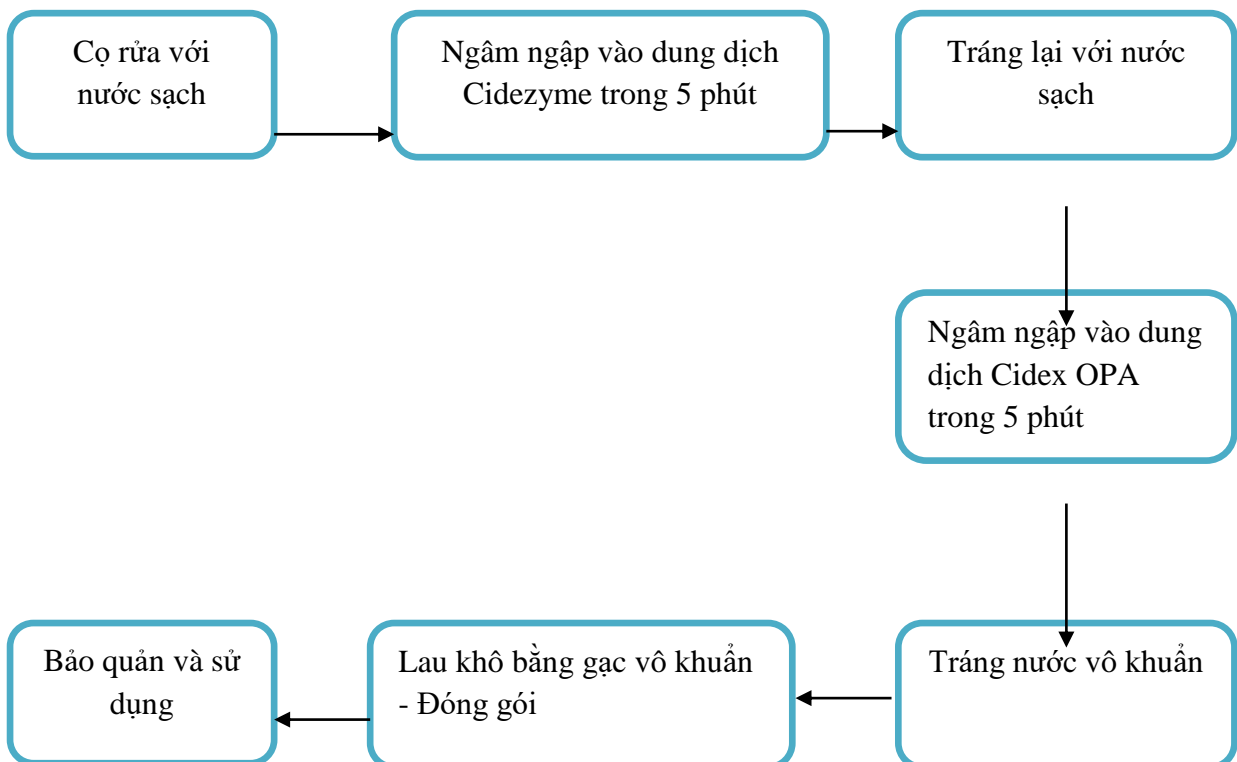 Cọ rửa với
nước sạch
Ngâm ngập vào dung dịch
Cidezyme trong 5 phút
Tráng lại với nước
sạch
Ngâm ngập vào dung
dịch Cidex OPA
trong 5 phút
Tráng nước vô khuẩn
Lau khô bằng gạc vô khuẩn
- Đóng gói
Bảo quản và sử
dụng